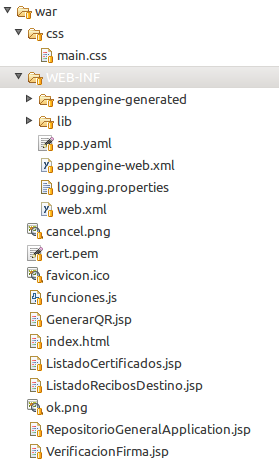 war
css
main.css
WEB-INF
appengine-generated
lib
app.yaml
appengine-web.xml
logging.properties
web.xml
cancel.png
cert.pem
favicon.ico
funciones.js
GenerarQR.jsp
index.html
ListadoCertificados.jsp
ListadoRecibosDestino.jsp
ok.png
RepositorioGeneralApplication.jsp
VerificacionFirma.jsp